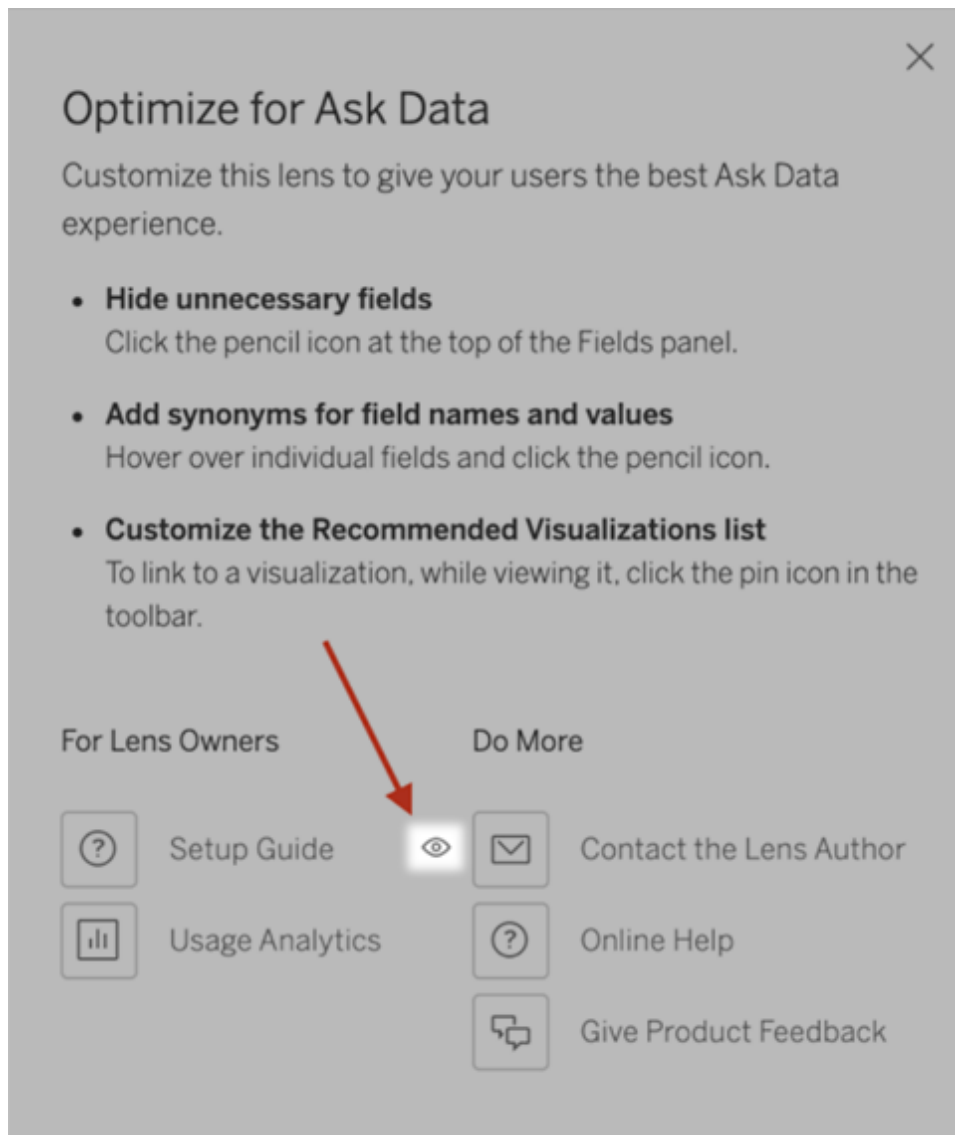 Optimize for Ask Data
Customize this lens to give your users the best Ask Data
experience.
• Hide unnecessary fields
Click the pencil icon at the top of the Fields panel.
• Add synonyms for field names and values
Hover over individual fields and click the pencil icon.
• Customize the Recommended Visualizations list
To link to a visualization, while viewing it, click the pin icon in the
toolbar.
For Lens Owners
Setup Guide
Usage Analytics
Do More
Contact the Lens Author
Online Help
Give Product Feedback